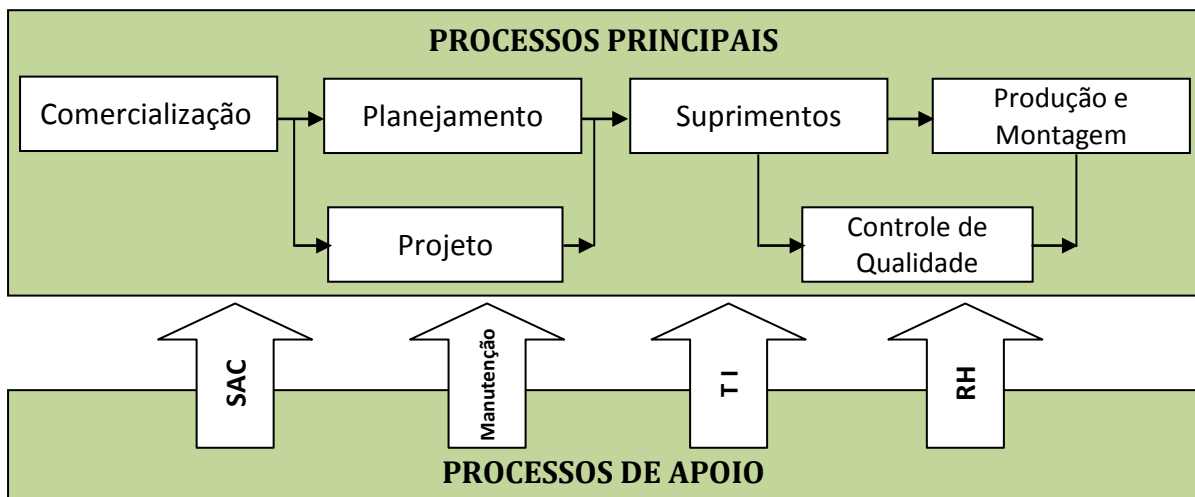 PROCESSOS PRINCIPAIS
Comercialização
Planejamento
Suprimentos
Produção e
Montagem
Projeto
Controle de
Qualidade
SAC
Manutenção
T I
RH
PROCESSOS DE APOIO